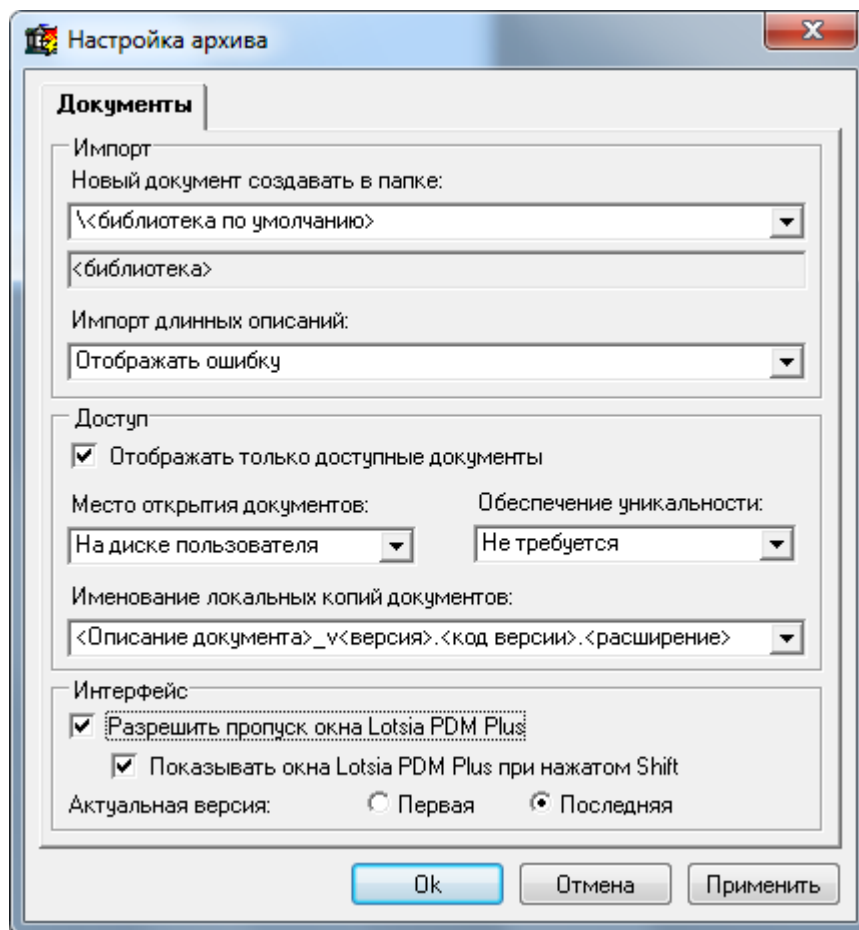 Настройка архива
Документы
Импорт
Новый документ создавать в папке:
\<библиотека по умолчанию>
<библиотека>
Импорт длинных описаний:
Отображать ошибку
Доступ
Отображать только доступные документы
Место открытия документов: Обеспечение уникальности:
На диске пользователя Не требуется
Именование локальных копий документов:
<Описание документа>_v<версия>.<код версии>.<расширение>
Интерфейс
Разрешить пропуск окна Lotsia PDM Plus
Показывать окна Lotsia PDM Plus при нажатом Shift
Актуальная версия: Первая Последняя
Ok Отмена Применить